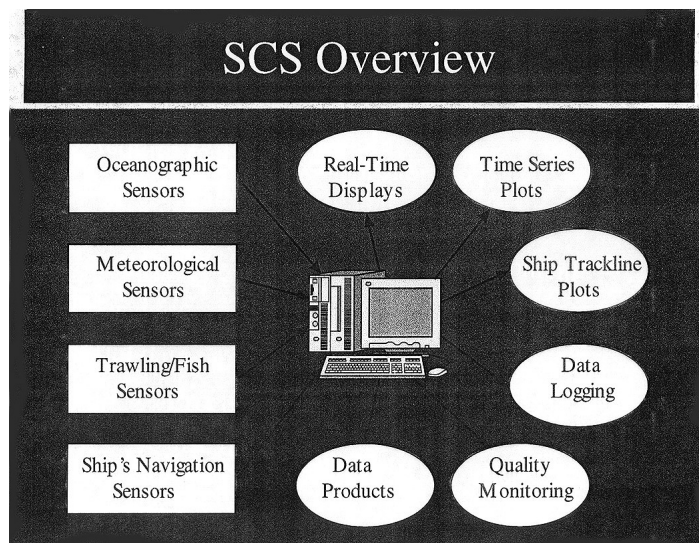 SCS Overview
Oceanographic
Sensors
Real-Time
Displays
Time Series
Plots
Meteorological
Sensors
Ship Trackline
Plots
Trawling/Fish
Sensors
Data
Logging
Ship's Navigation
Sensors
Data
Products
Quality
Monitoring